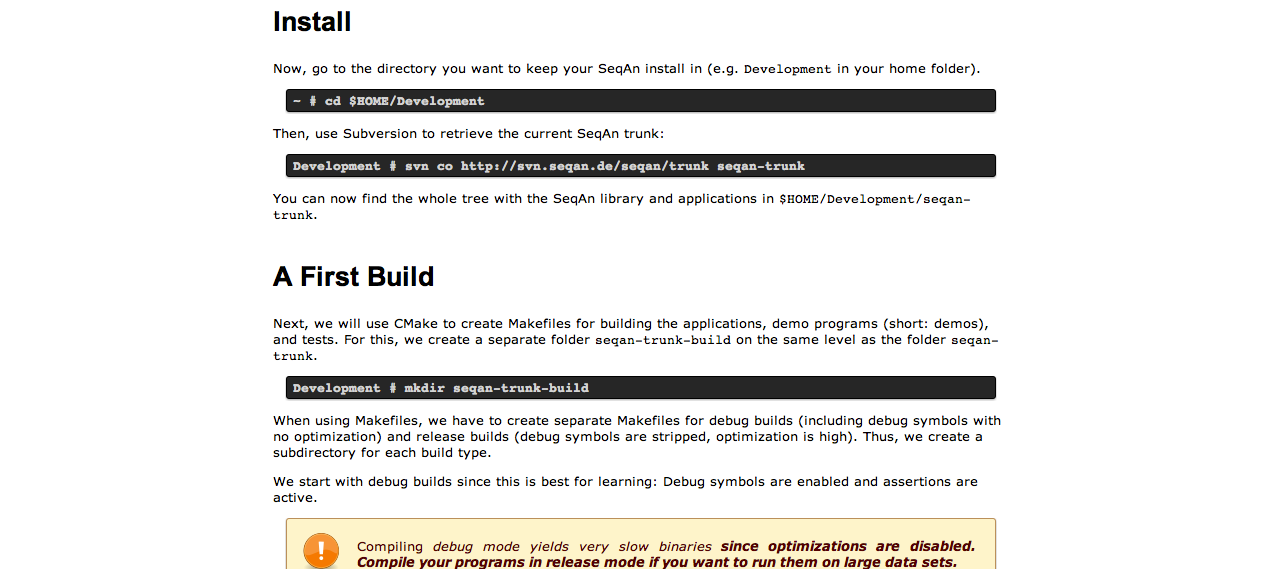 Install
Now, go to the directory you want to keep your SeqAn install in (e.g. Development in your home folder).
~ # cd $HOME/Development
Then, use Subversion to retrieve the current SeqAn trunk:
Development # svn co http://svn.seqan.de/seqan/trunk seqan-trunk
You can now find the whole tree with the SeqAn library and applications in $HOME/Development/seqan-
trunk.
A First Build
Next, we will use CMake to create Makefiles for building the applications, demo programs (short: demos),
and tests. For this, we create a separate folder seqan-trunk-build on the same level as the folder seqan-
trunk.
Development # mkdir seqan-trunk-build
When using Makefiles, we have to create separate Makefiles for debug builds (including debug symbols with
no optimization) and release builds (debug symbols are stripped, optimization is high). Thus, we create a
subdirectory for each build type.
We start with debug builds since this is best for learning: Debug symbols are enabled and assertions are
active.
Compiling debug mode yields very slow binaries since optimizations are disabled.
Compile your programs in release mode if you want to run them on large data sets.